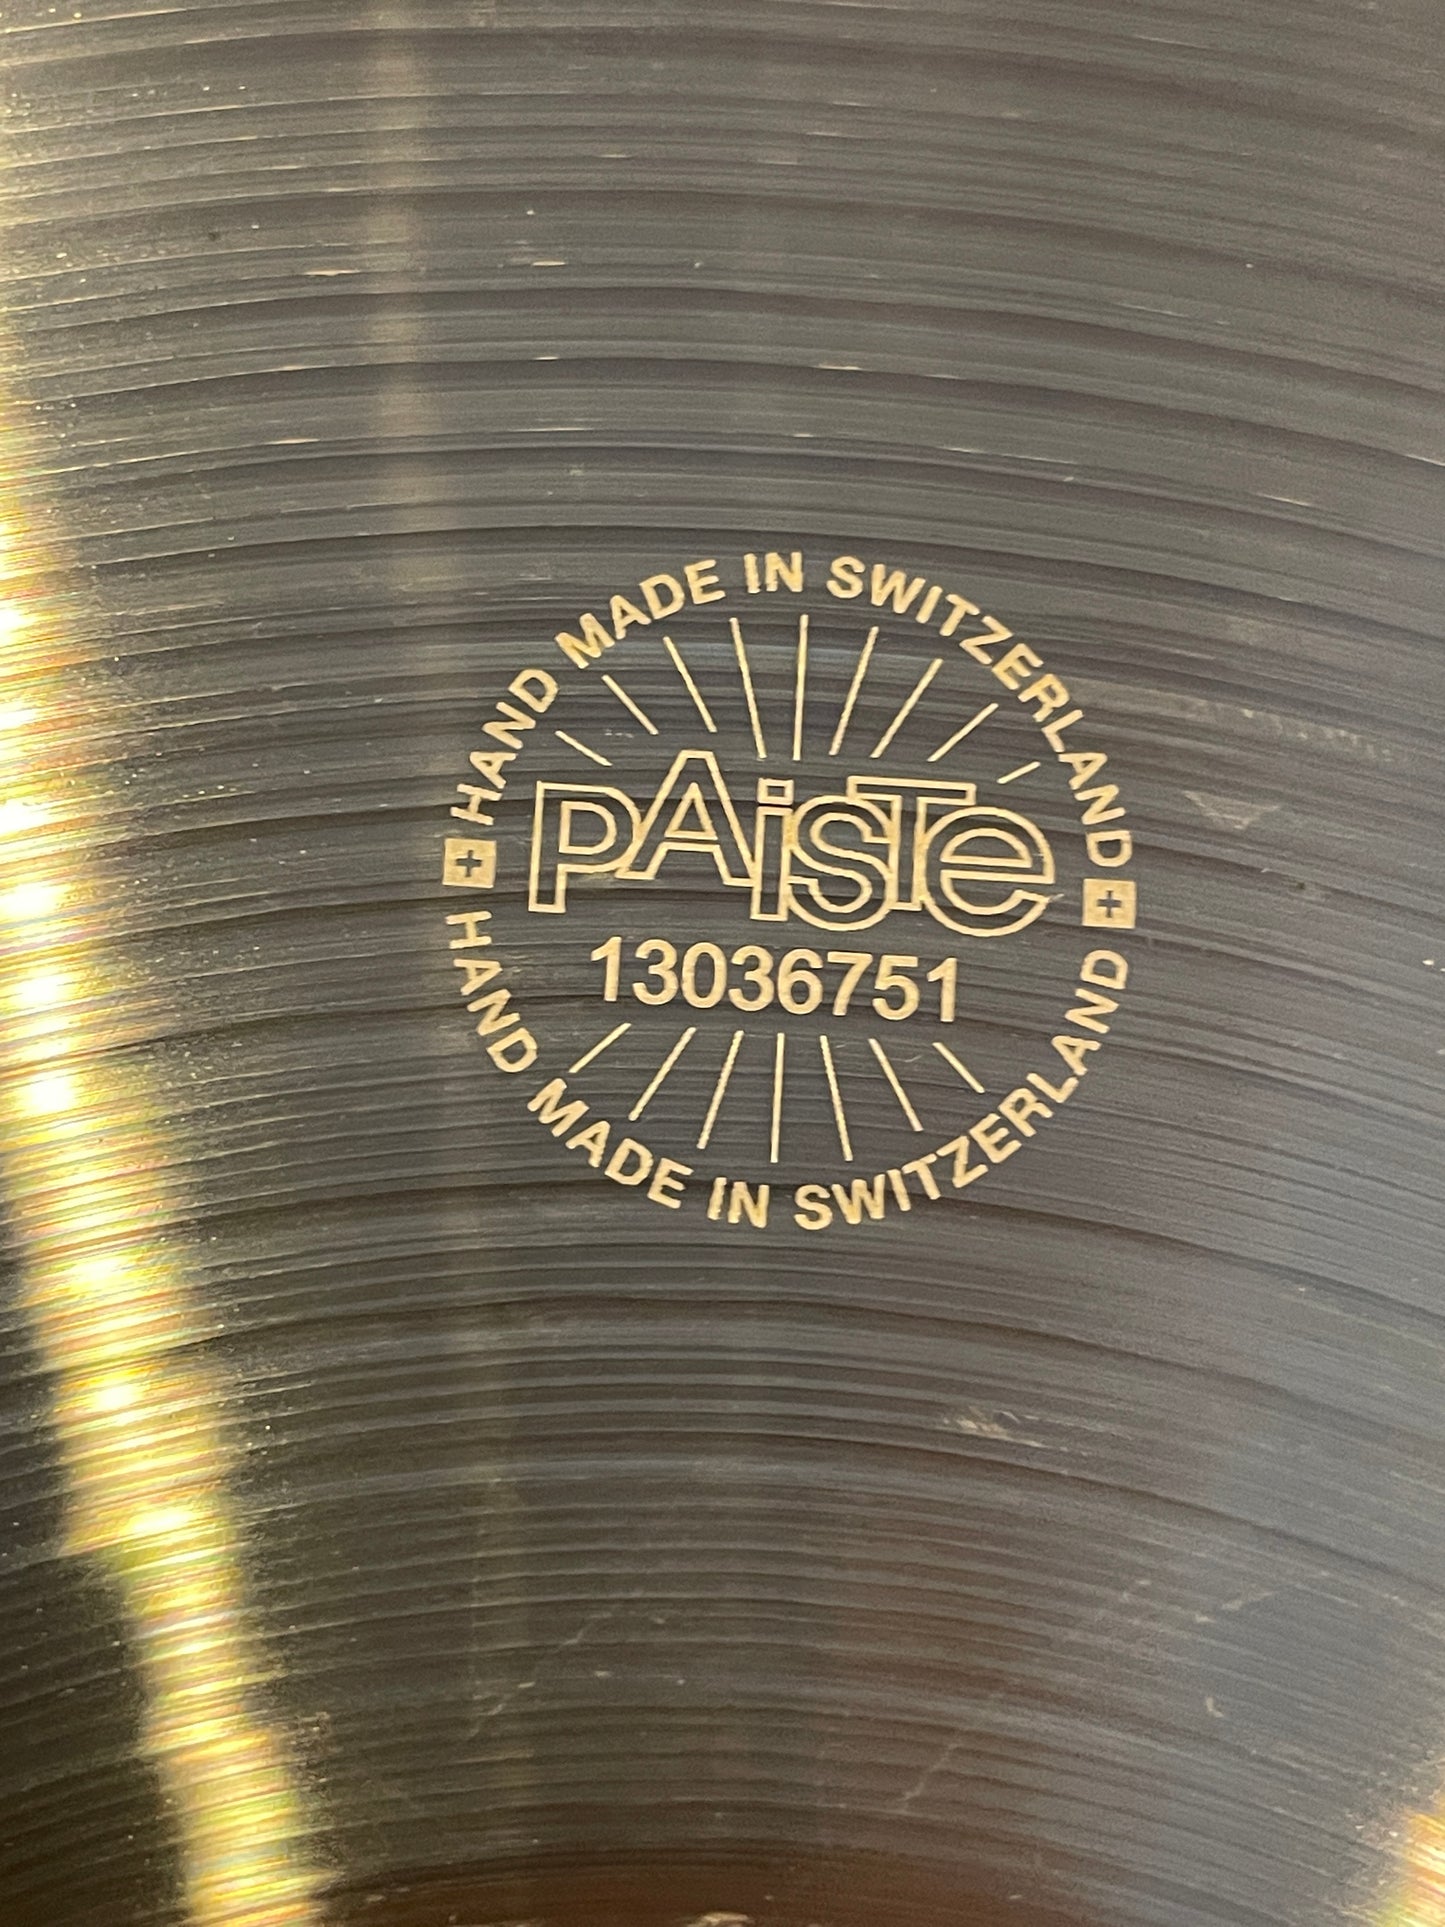 HAND MADE IN SWITZERLAND
PAiSTe
13036751
HAND MADE IN SWITZERLAND